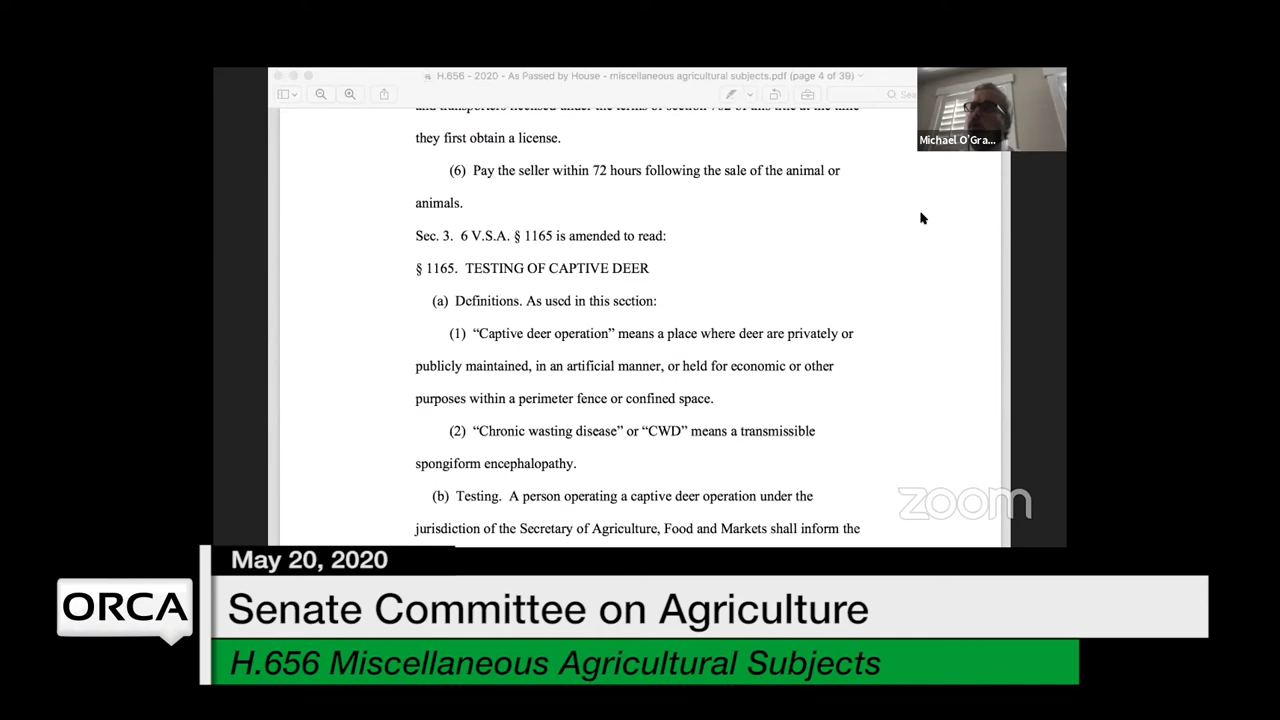 H.656 - 2020 - As Passed by House - miscellaneous agricultural subjects.pdf (page 4 of 39)
Michael O'Gra...
they first obtain a license.
(6) Pay the seller within 72 hours following the sale of the animal or
animals.
Sec. 3. 6 V.S.A. § 1165 is amended to read:
§ 1165. TESTING OF CAPTIVE DEER
(a) Definitions. As used in this section:
(1) “Captive deer operation” means a place where deer are privately or
publicly maintained, in an artificial manner, or held for economic or other
purposes within a perimeter fence or confined space.
(2) “Chronic wasting disease” or “CWD” means a transmissible
spongiform encephalopathy.
(b) Testing. A person operating a captive deer operation under the
jurisdiction of the Secretary of Agriculture, Food and Markets shall inform the
zoom
May 20, 2020
ORCA
Senate Committee on Agriculture
H.656 Miscellaneous Agricultural Subjects